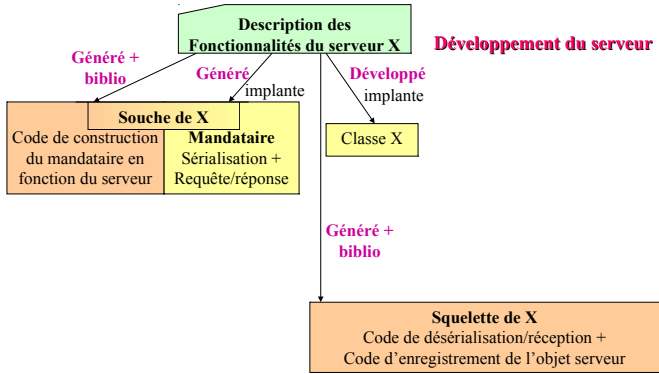 Description des
Fonctionnalités du serveur X
Développement du serveur
Généré +
biblio
Généré
implante
Développé
implante
Souche de X
Code de construction
du mandataire en
fonction du serveur
Mandataire
Sérialisation +
Requête/réponse
Classe X
Généré +
biblio
Squelette de X
Code de désérialisation/réception +
Code d'enregistrement de l'objet serveur